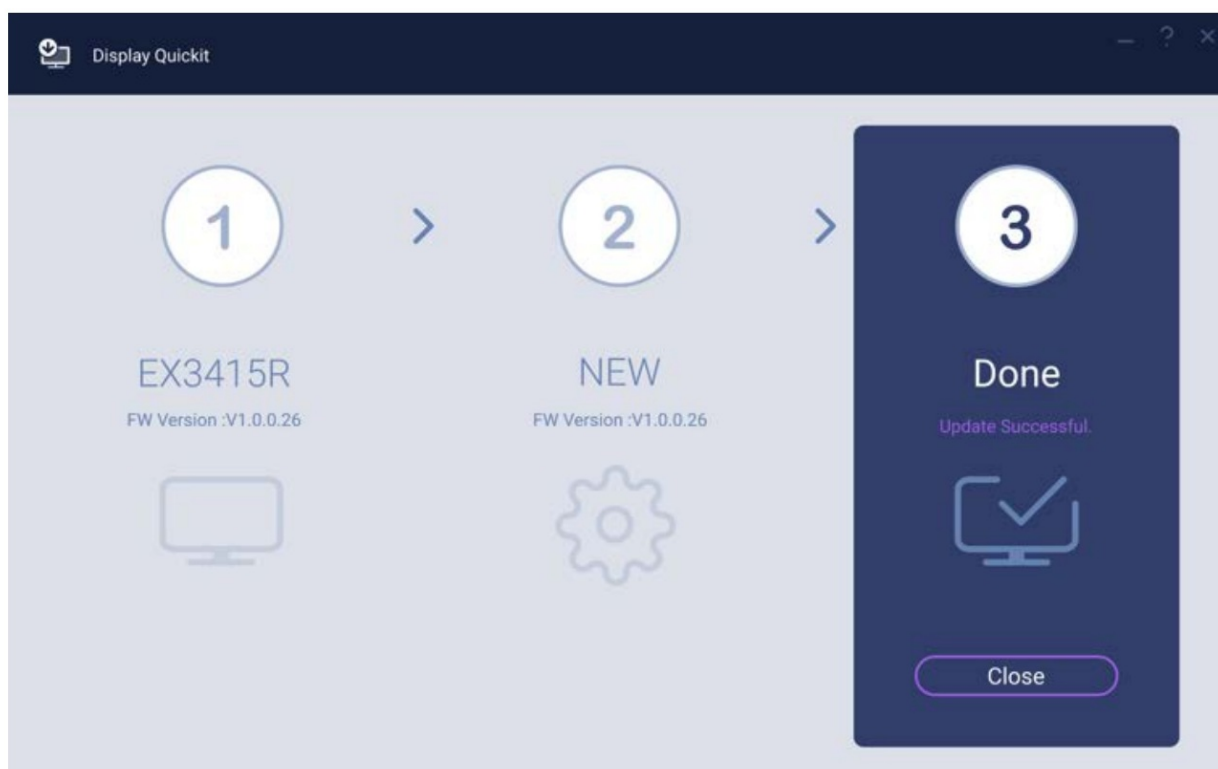 Display Quickit
1
2
3
EX3415R
FW Version :V1.0.0.26
NEW
FW Version :V1.0.0.26
Done
Update Successful.
Close